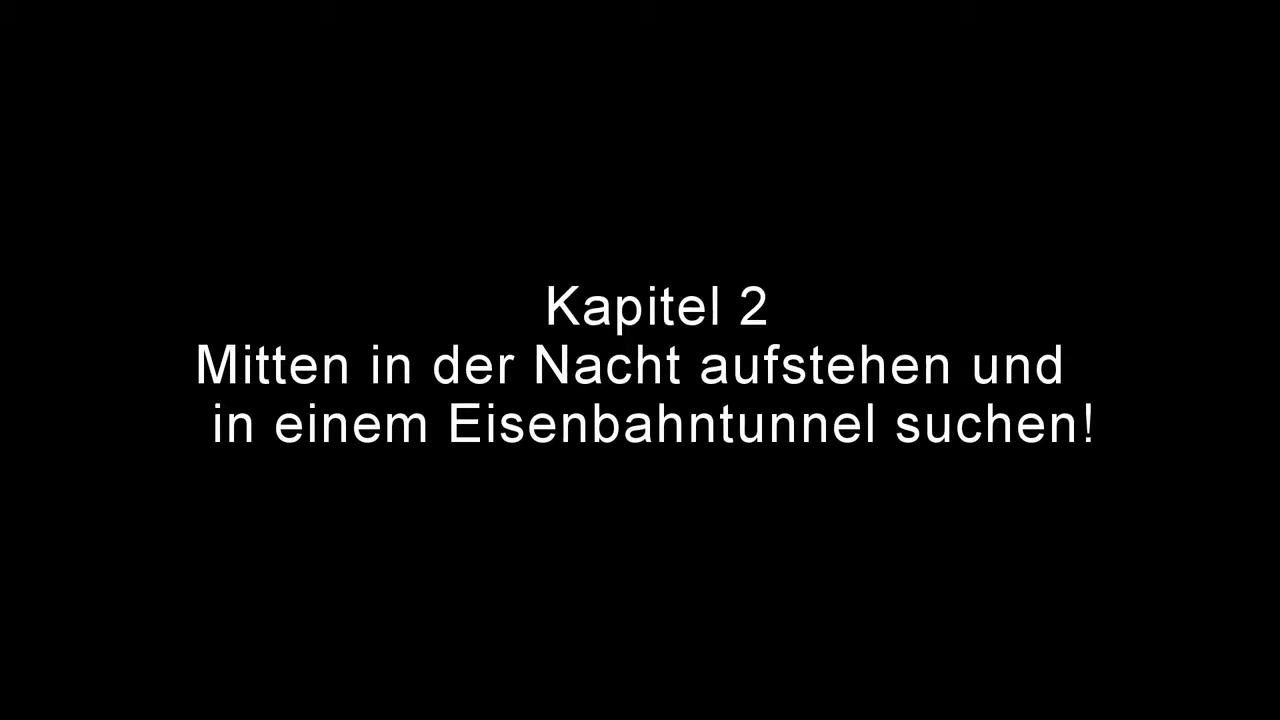 Kapitel 2
Mitten in der Nacht aufstehen und
in einem Eisenbahntunnel suchen!